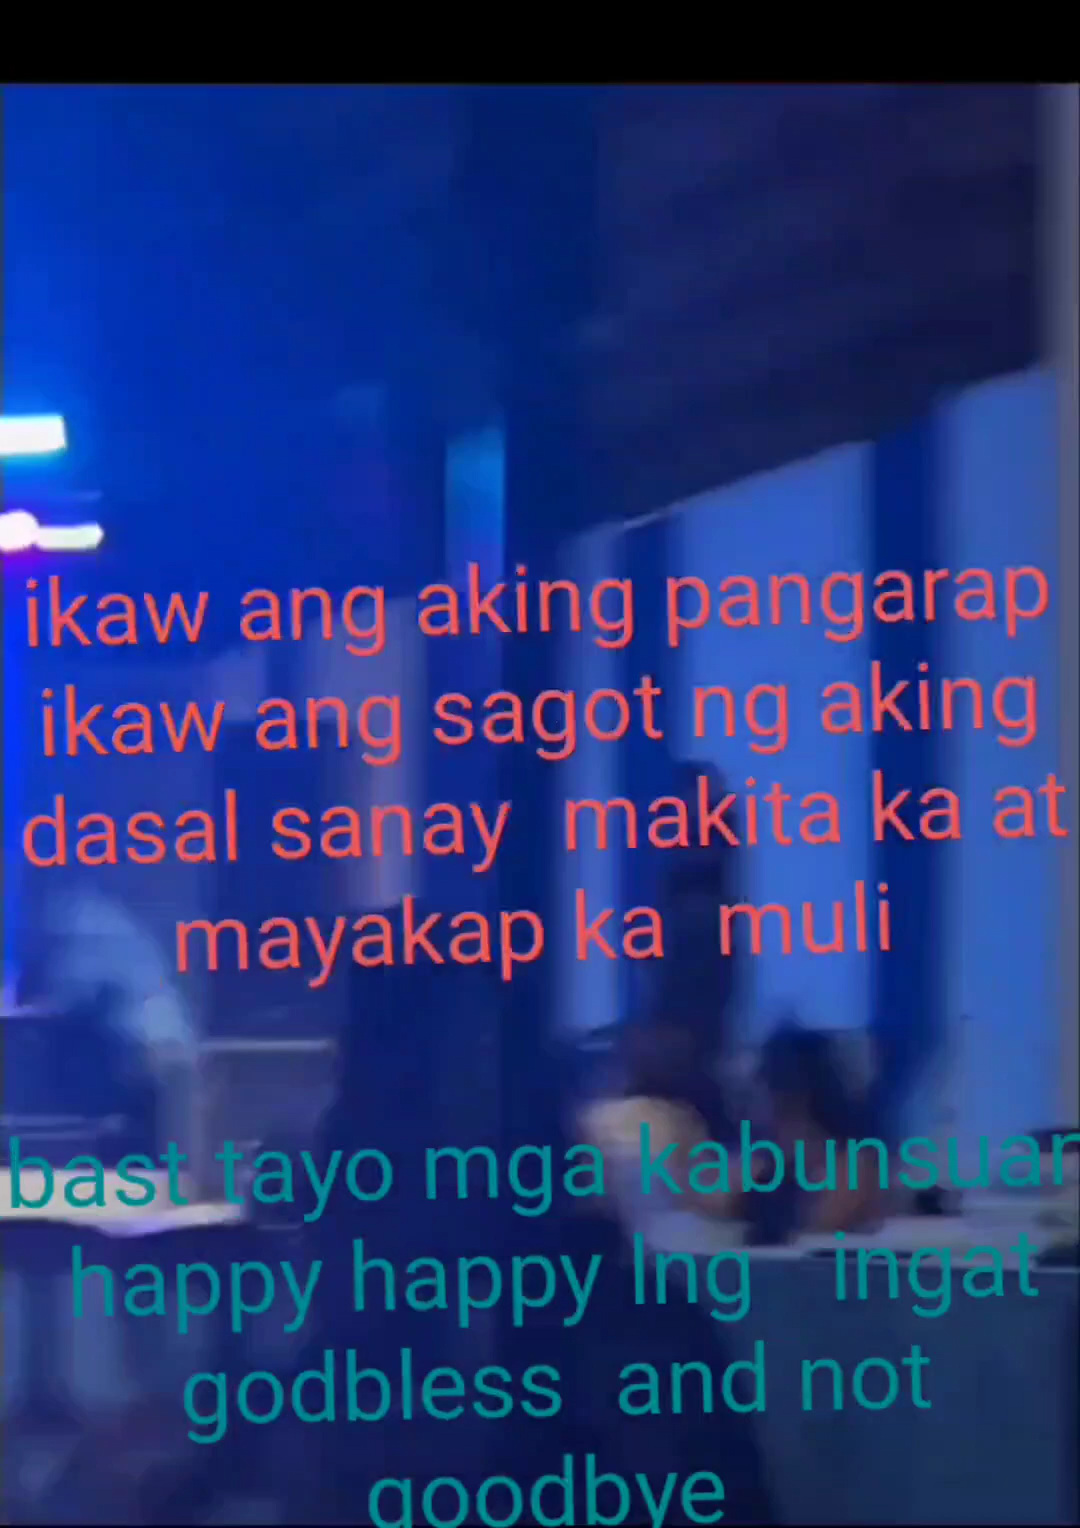 ikaw ang aking pangarap
ikaw ang sagot ng aking
dasal sanay makita ka at
mayakap ka muli
bast tayo mga kabunsuan
happy happy lng ingat
godbless and not
goodbye